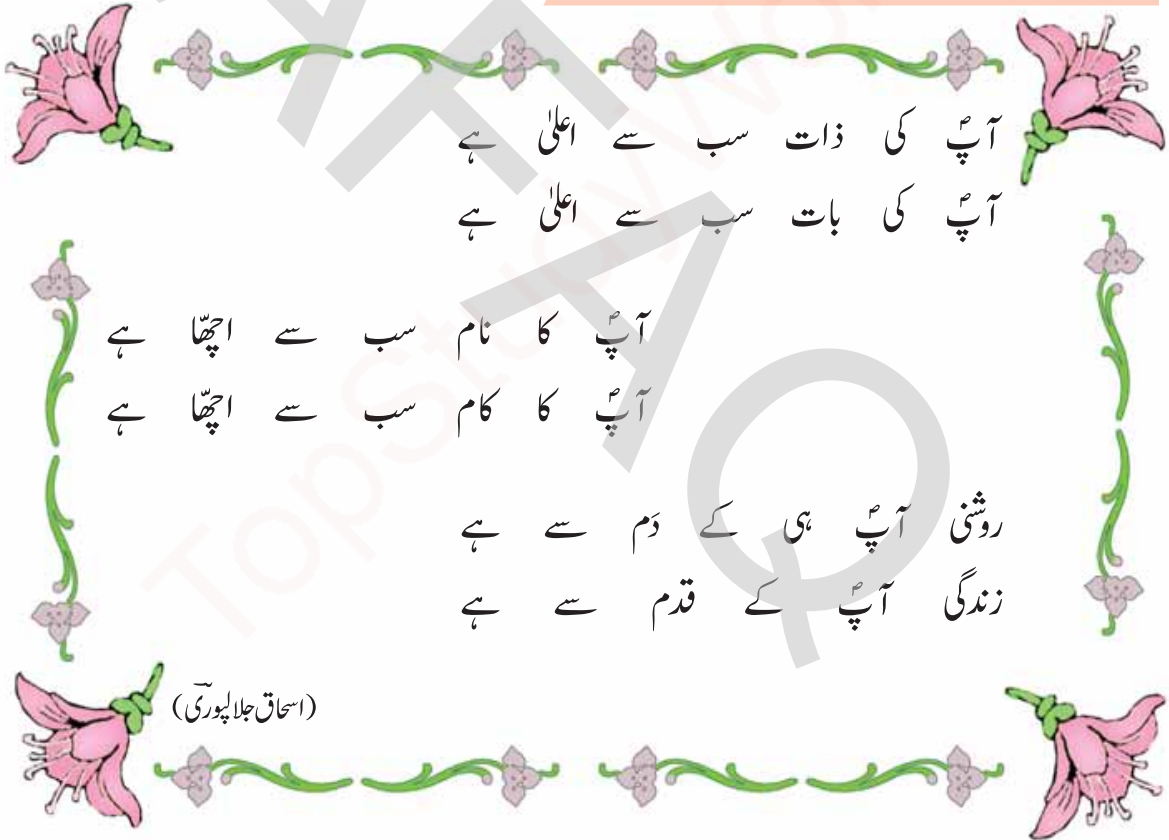 آپؐ کی ذات سب سے اعلیٰ ہے
آپؐ کی بات سب سے اعلیٰ ہے
آپؐ کا نام سب سے اچھّا ہے
آپؐ کا کام سب سے اچھّا ہے
روشنی آپؐ ہی کے دَم سے ہے
زندگی آپؐ کے قدم سے ہے
(اسحاق جلالپوریؔ)